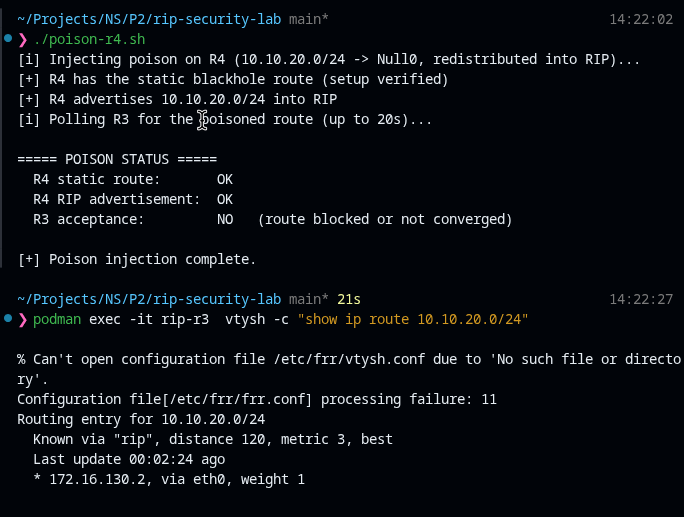 ~/Projects/NS/P2/rip-security-lab main* 14:22:02
❯ ./poison-r4.sh
[i] Injecting poison on R4 (10.10.20.0/24 -> Null0, redistributed into RIP)...
[+] R4 has the static blackhole route (setup verified)
[+] R4 advertises 10.10.20.0/24 into RIP
[i] Polling R3 for the poisoned route (up to 20s)...
===== POISON STATUS =====
R4 static route: OK
R4 RIP advertisement: OK
R3 acceptance: NO (route blocked or not converged)
[+] Poison injection complete.
~/Projects/NS/P2/rip-security-lab main* 21s 14:22:27
❯ podman exec -it rip-r3 vtysh -c "show ip route 10.10.20.0/24"
% Can't open configuration file /etc/frr/vtysh.conf due to 'No such file or directo
ry'.
Configuration file[/etc/frr/frr.conf] processing failure: 11
Routing entry for 10.10.20.0/24
Known via "rip", distance 120, metric 3, best
Last update 00:02:24 ago
* 172.16.130.2, via eth0, weight 1